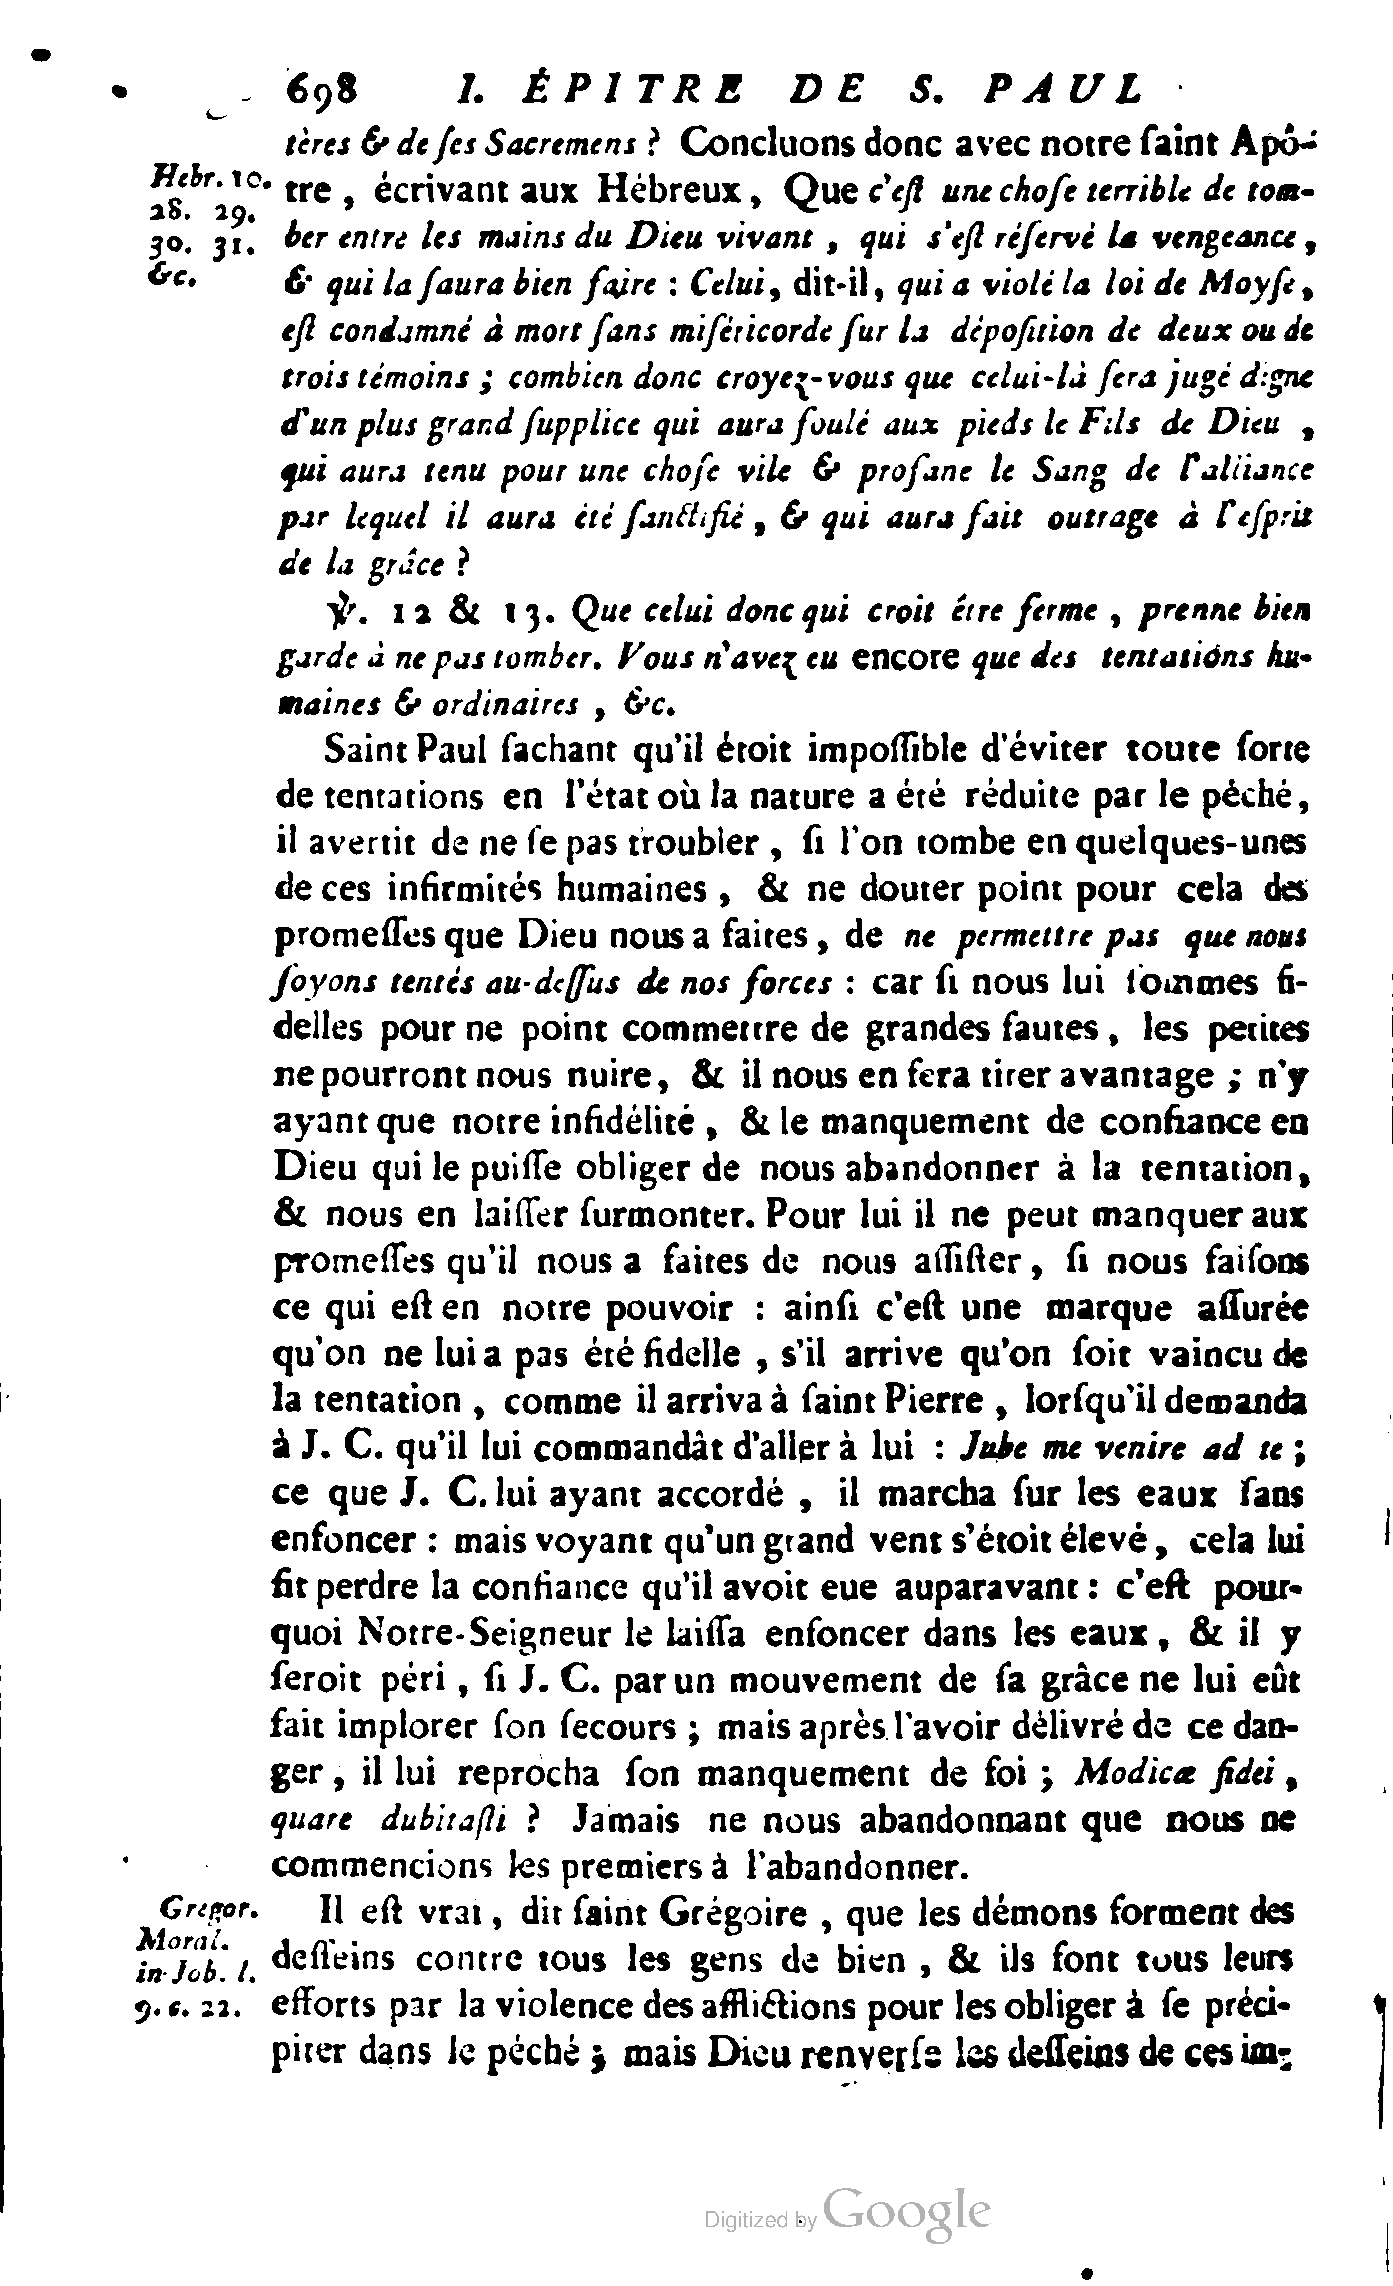 698 I. ÉPITRE DE S. PAUL
tères & de ſes Sacremens ? Concluons donc avec notre ſaint Apô-
Hebr. 10. tre , écrivant aux Hébreux, Que c'eſt une choſe terrible de tom-
28. 29.
30. 31. ber entre les mains du Dieu vivant , qui s'eſt réſervé la vengeance,
&c. & qui la ſaura bien faire : Celui, dit-il, qui a violé la loi de Moyſe,
eſt condamné à mort ſans miſéricorde ſur la dépoſition de deux ou de
trois témoins ; combien donc croyez-vous que celui-là ſera jugé digne
d'un plus grand ſupplice qui aura foulé aux pieds le Fils de Dieu ,
qui aura tenu pour une choſe vile & profane le Sang de l'alliance
par lequel il aura été ſanctifié , & qui aura fait outrage à l'eſprit
de la grâce ?
℣. 12 & 13. Que celui donc qui croit être ferme , prenne bien
garde à ne pas tomber. Vous n'avez eu encore que des tentations hu-
maines & ordinaires , &c.
Saint Paul ſachant qu'il étoit impoſſible d'éviter toute ſorte
de tentations en l'état où la nature a été réduite par le péché,
il avertit de ne ſe pas troubler , ſi l'on tombe en quelques-unes
de ces infirmités humaines , & ne douter point pour cela des
promeſſes que Dieu nous a faites, de ne permettre pas que nous
ſoyons tentés au-deſſus de nos forces : car ſi nous lui ſommes fi-
delles pour ne point commettre de grandes fautes, les petites
ne pourront nous nuire, & il nous en fera tirer avantage ; n'y
ayant que notre infidélité , & le manquement de confiance en
Dieu qui le puiſſe obliger de nous abandonner à la tentation,
& nous en laiſſer ſurmonter. Pour lui il ne peut manquer aux
promeſſes qu'il nous a faites de nous aſſiſter, ſi nous faiſons
ce qui eſt en notre pouvoir : ainſi c'eſt une marque aſſurée
qu'on ne lui a pas été fidelle , s'il arrive qu'on ſoit vaincu de
la tentation , comme il arriva à ſaint Pierre , lorſqu'il demanda
à J. C. qu'il lui commandât d'aller à lui : Jube me venire ad te ;
ce que J. C. lui ayant accordé , il marcha ſur les eaux ſans
enfoncer : mais voyant qu'un grand vent s'étoit élevé, cela lui
fit perdre la confiance qu'il avoit eue auparavant : c'eſt pour-
quoi Notre-Seigneur le laiſſa enfoncer dans les eaux, & il y
ſeroit péri , ſi J. C. par un mouvement de ſa grâce ne lui eût
fait implorer ſon ſecours ; mais après l'avoir délivré de ce dan-
ger, il lui reprocha ſon manquement de foi ; Modicæ fidei ,
quare dubitaſti ? Jamais ne nous abandonnant que nous ne
commencions les premiers à l'abandonner.
Gregor. Il eſt vrai, dit ſaint Grégoire , que les démons forment des
Moral.
in Job. l. deſſeins contre tous les gens de bien , & ils font tous leurs
9. c. 22. efforts par la violence des afflictions pour les obliger à ſe préci-
piter dans le péché ; mais Dieu renverſe les deſſeins de ces im-
Digitized by Google